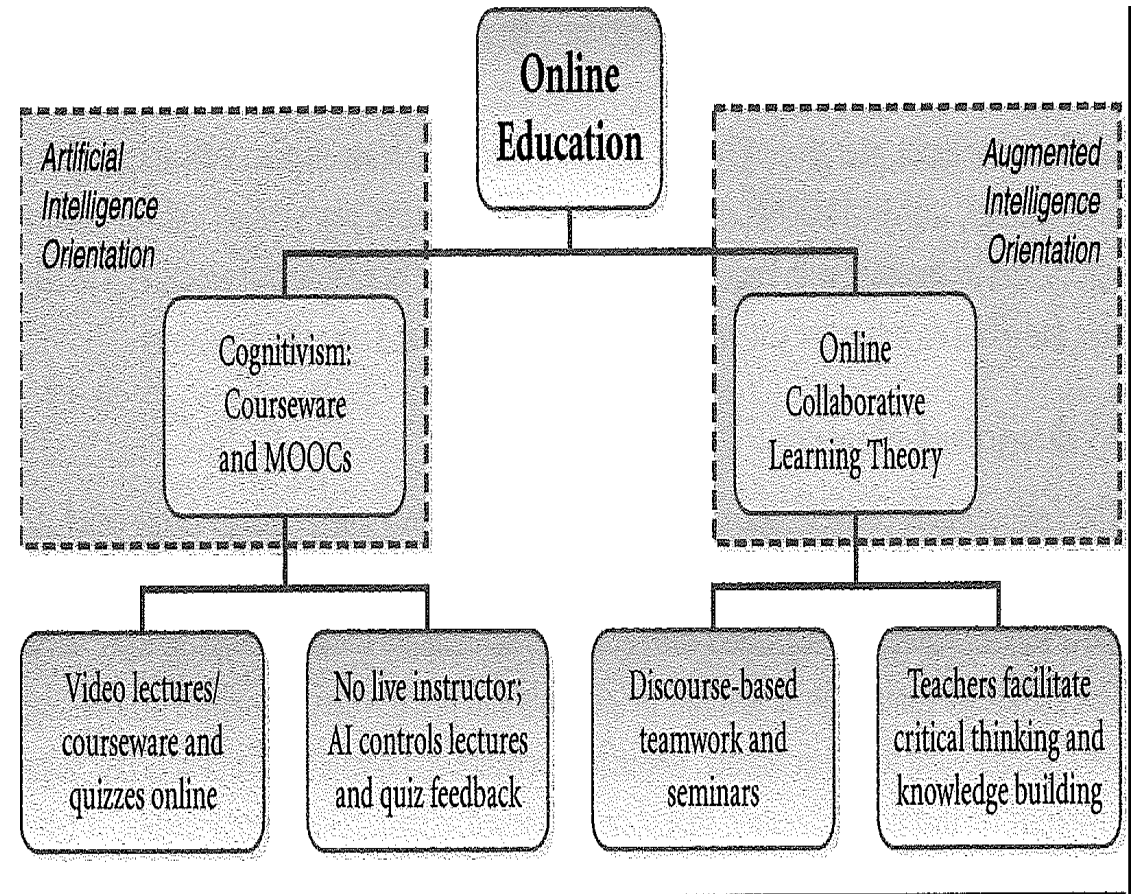 Online
Education
Artificial
Intelligence
Orientation
Augmented
Intelligence
Orientation
Cognitivism:
Courseware
and MOOCs
Online
Collaborative
Learning Theory
Video lectures/
courseware and
quizzes online
No live instructor;
AI controls lectures
and quiz feedback
Discourse-based
teamwork and
seminars
Teachers facilitate
critical thinking and
knowledge building